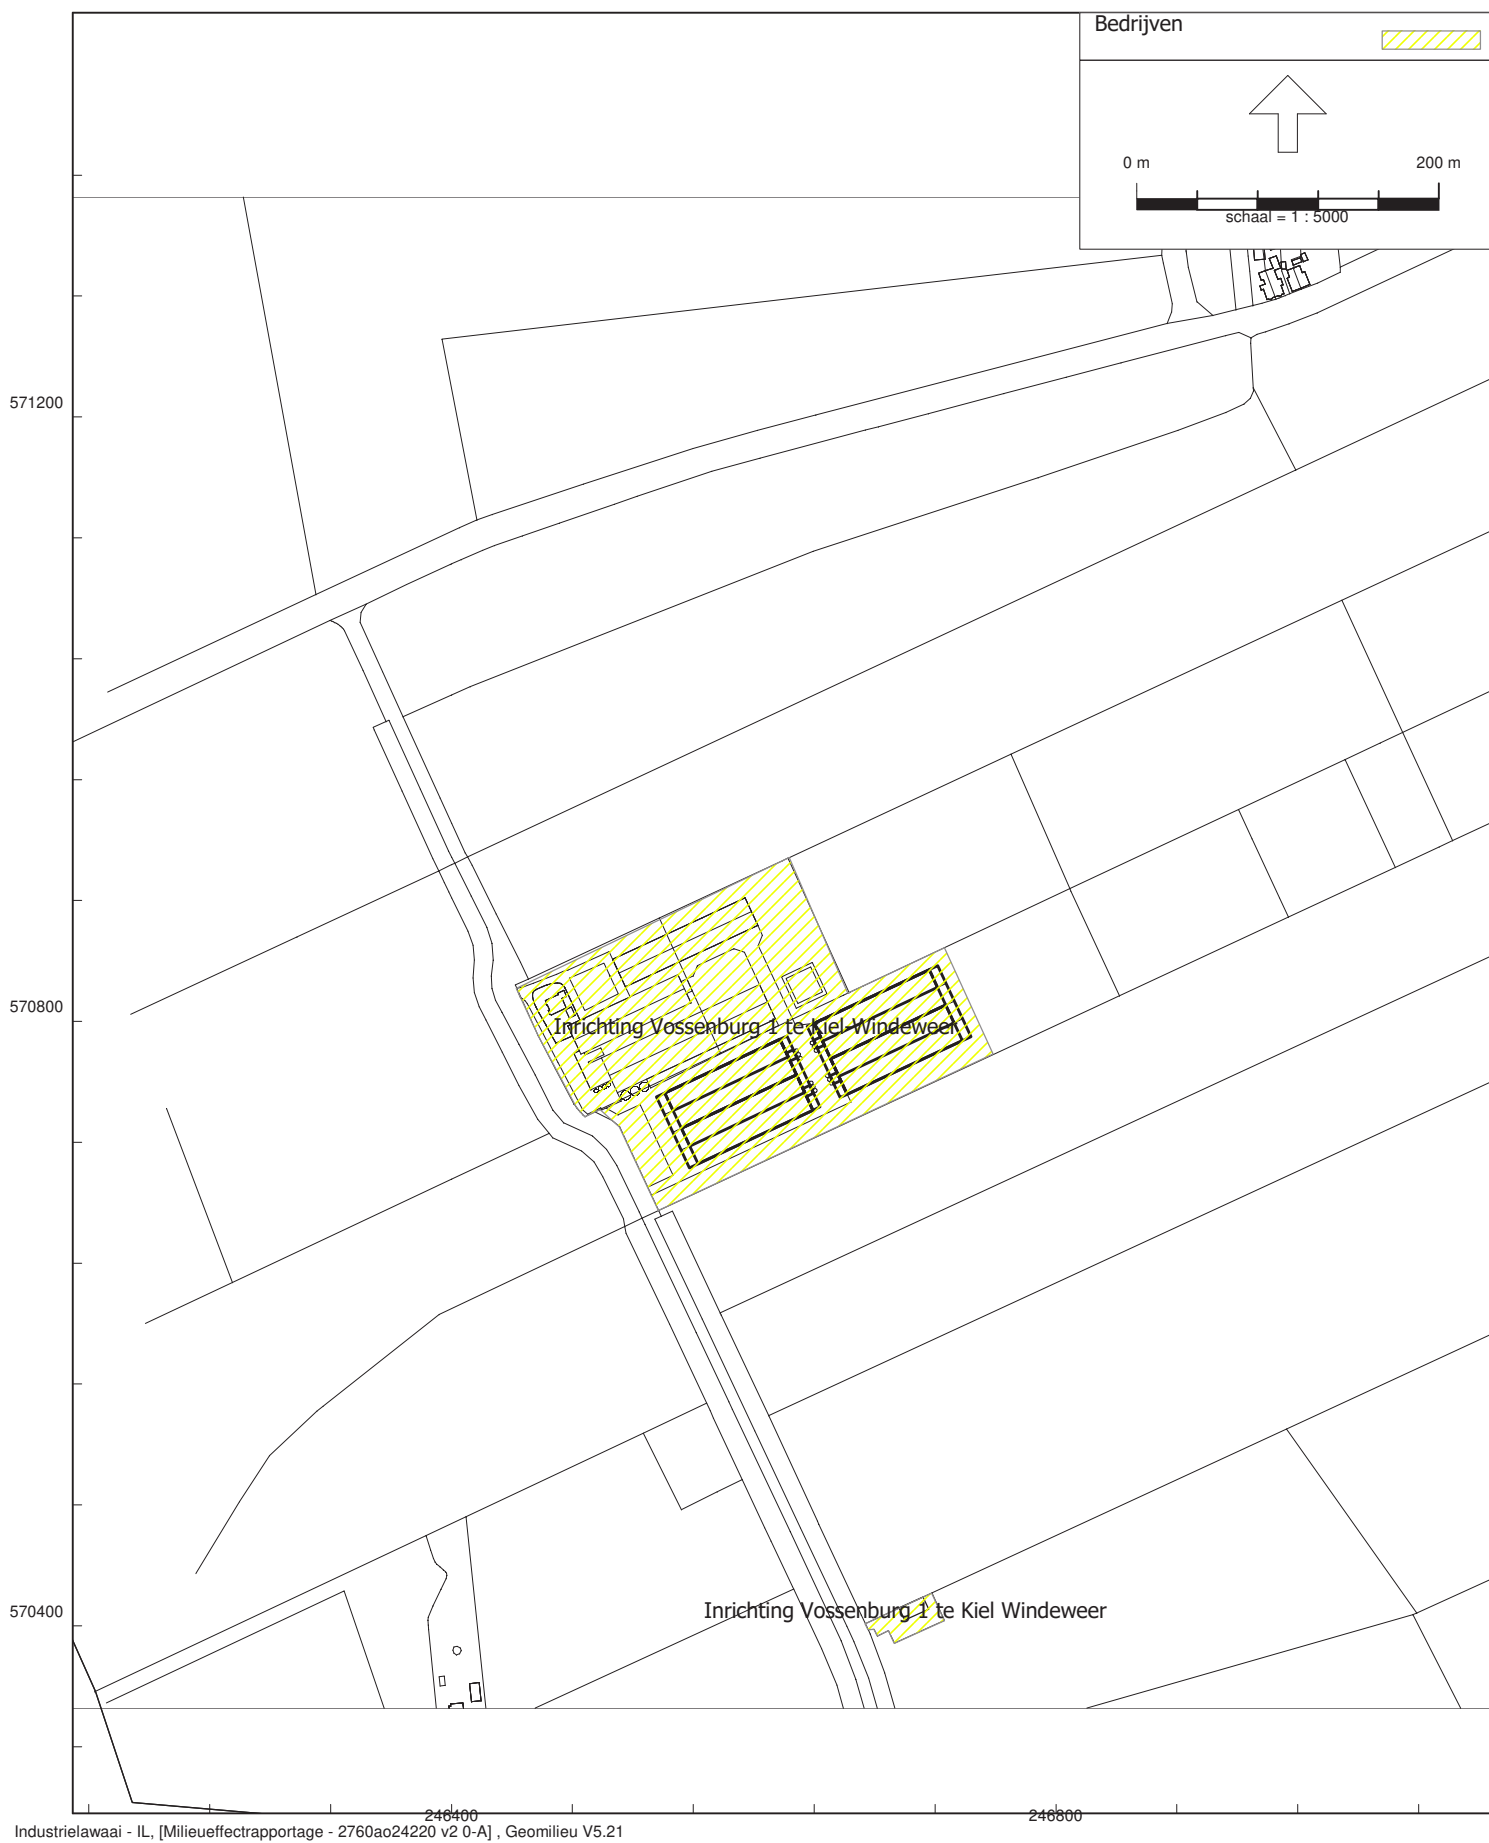 Bedrijven
0 m 200 m
schaal = 1 : 5000
571200
570800
Inrichting Vossenburg 1 te Kiel-Windeweer
570400
Inrichting Vossenburg 1 te Kiel Windeweer
246400 246800
Industrielawaai - IL, [Milieueffectrapportage - 2760ao24220 v2 0-A] , Geomilieu V5.21